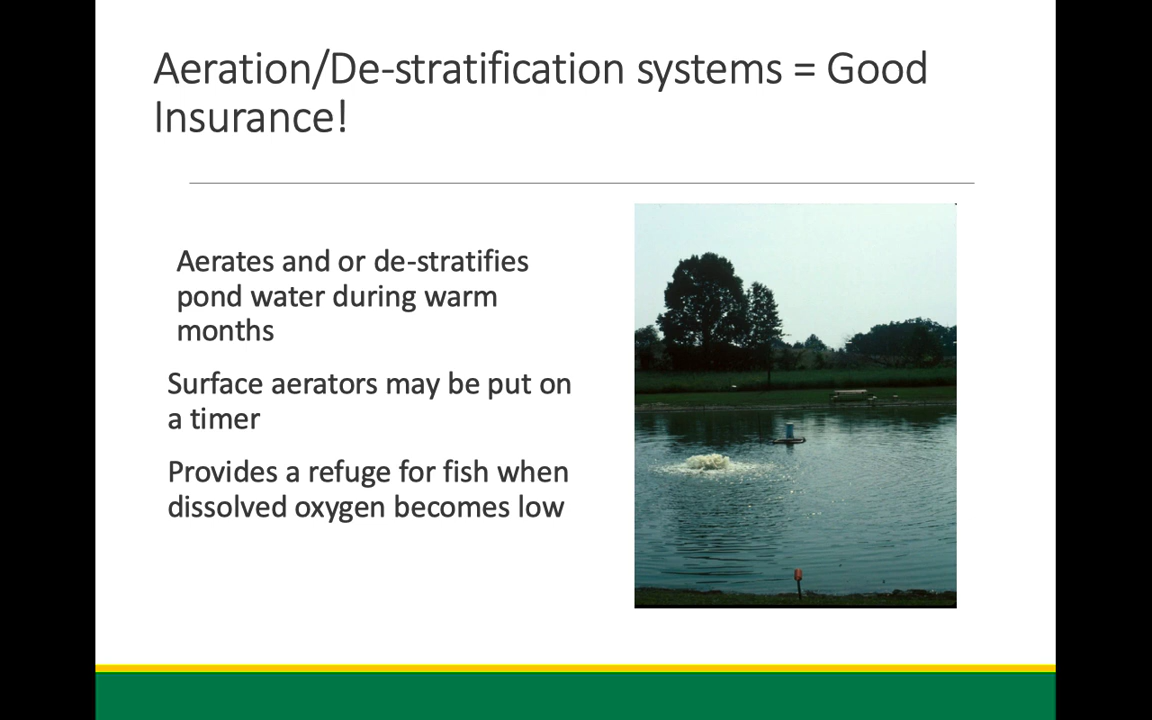 Aeration/De-stratification systems = Good
Insurance!
Aerates and or de-stratifies
pond water during warm
months
Surface aerators may be put on
a timer
Provides a refuge for fish when
dissolved oxygen becomes low